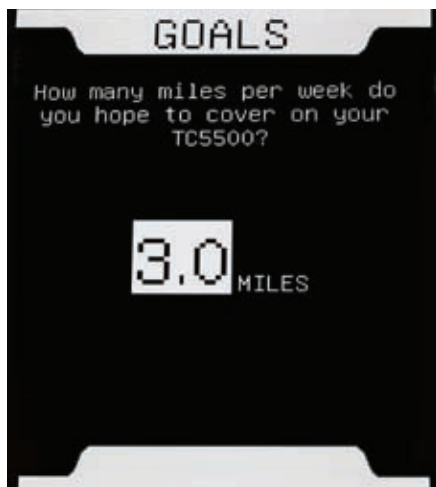 GOALS
How many miles per week do
you hope to cover on your
TC5500?
3.0 MILES